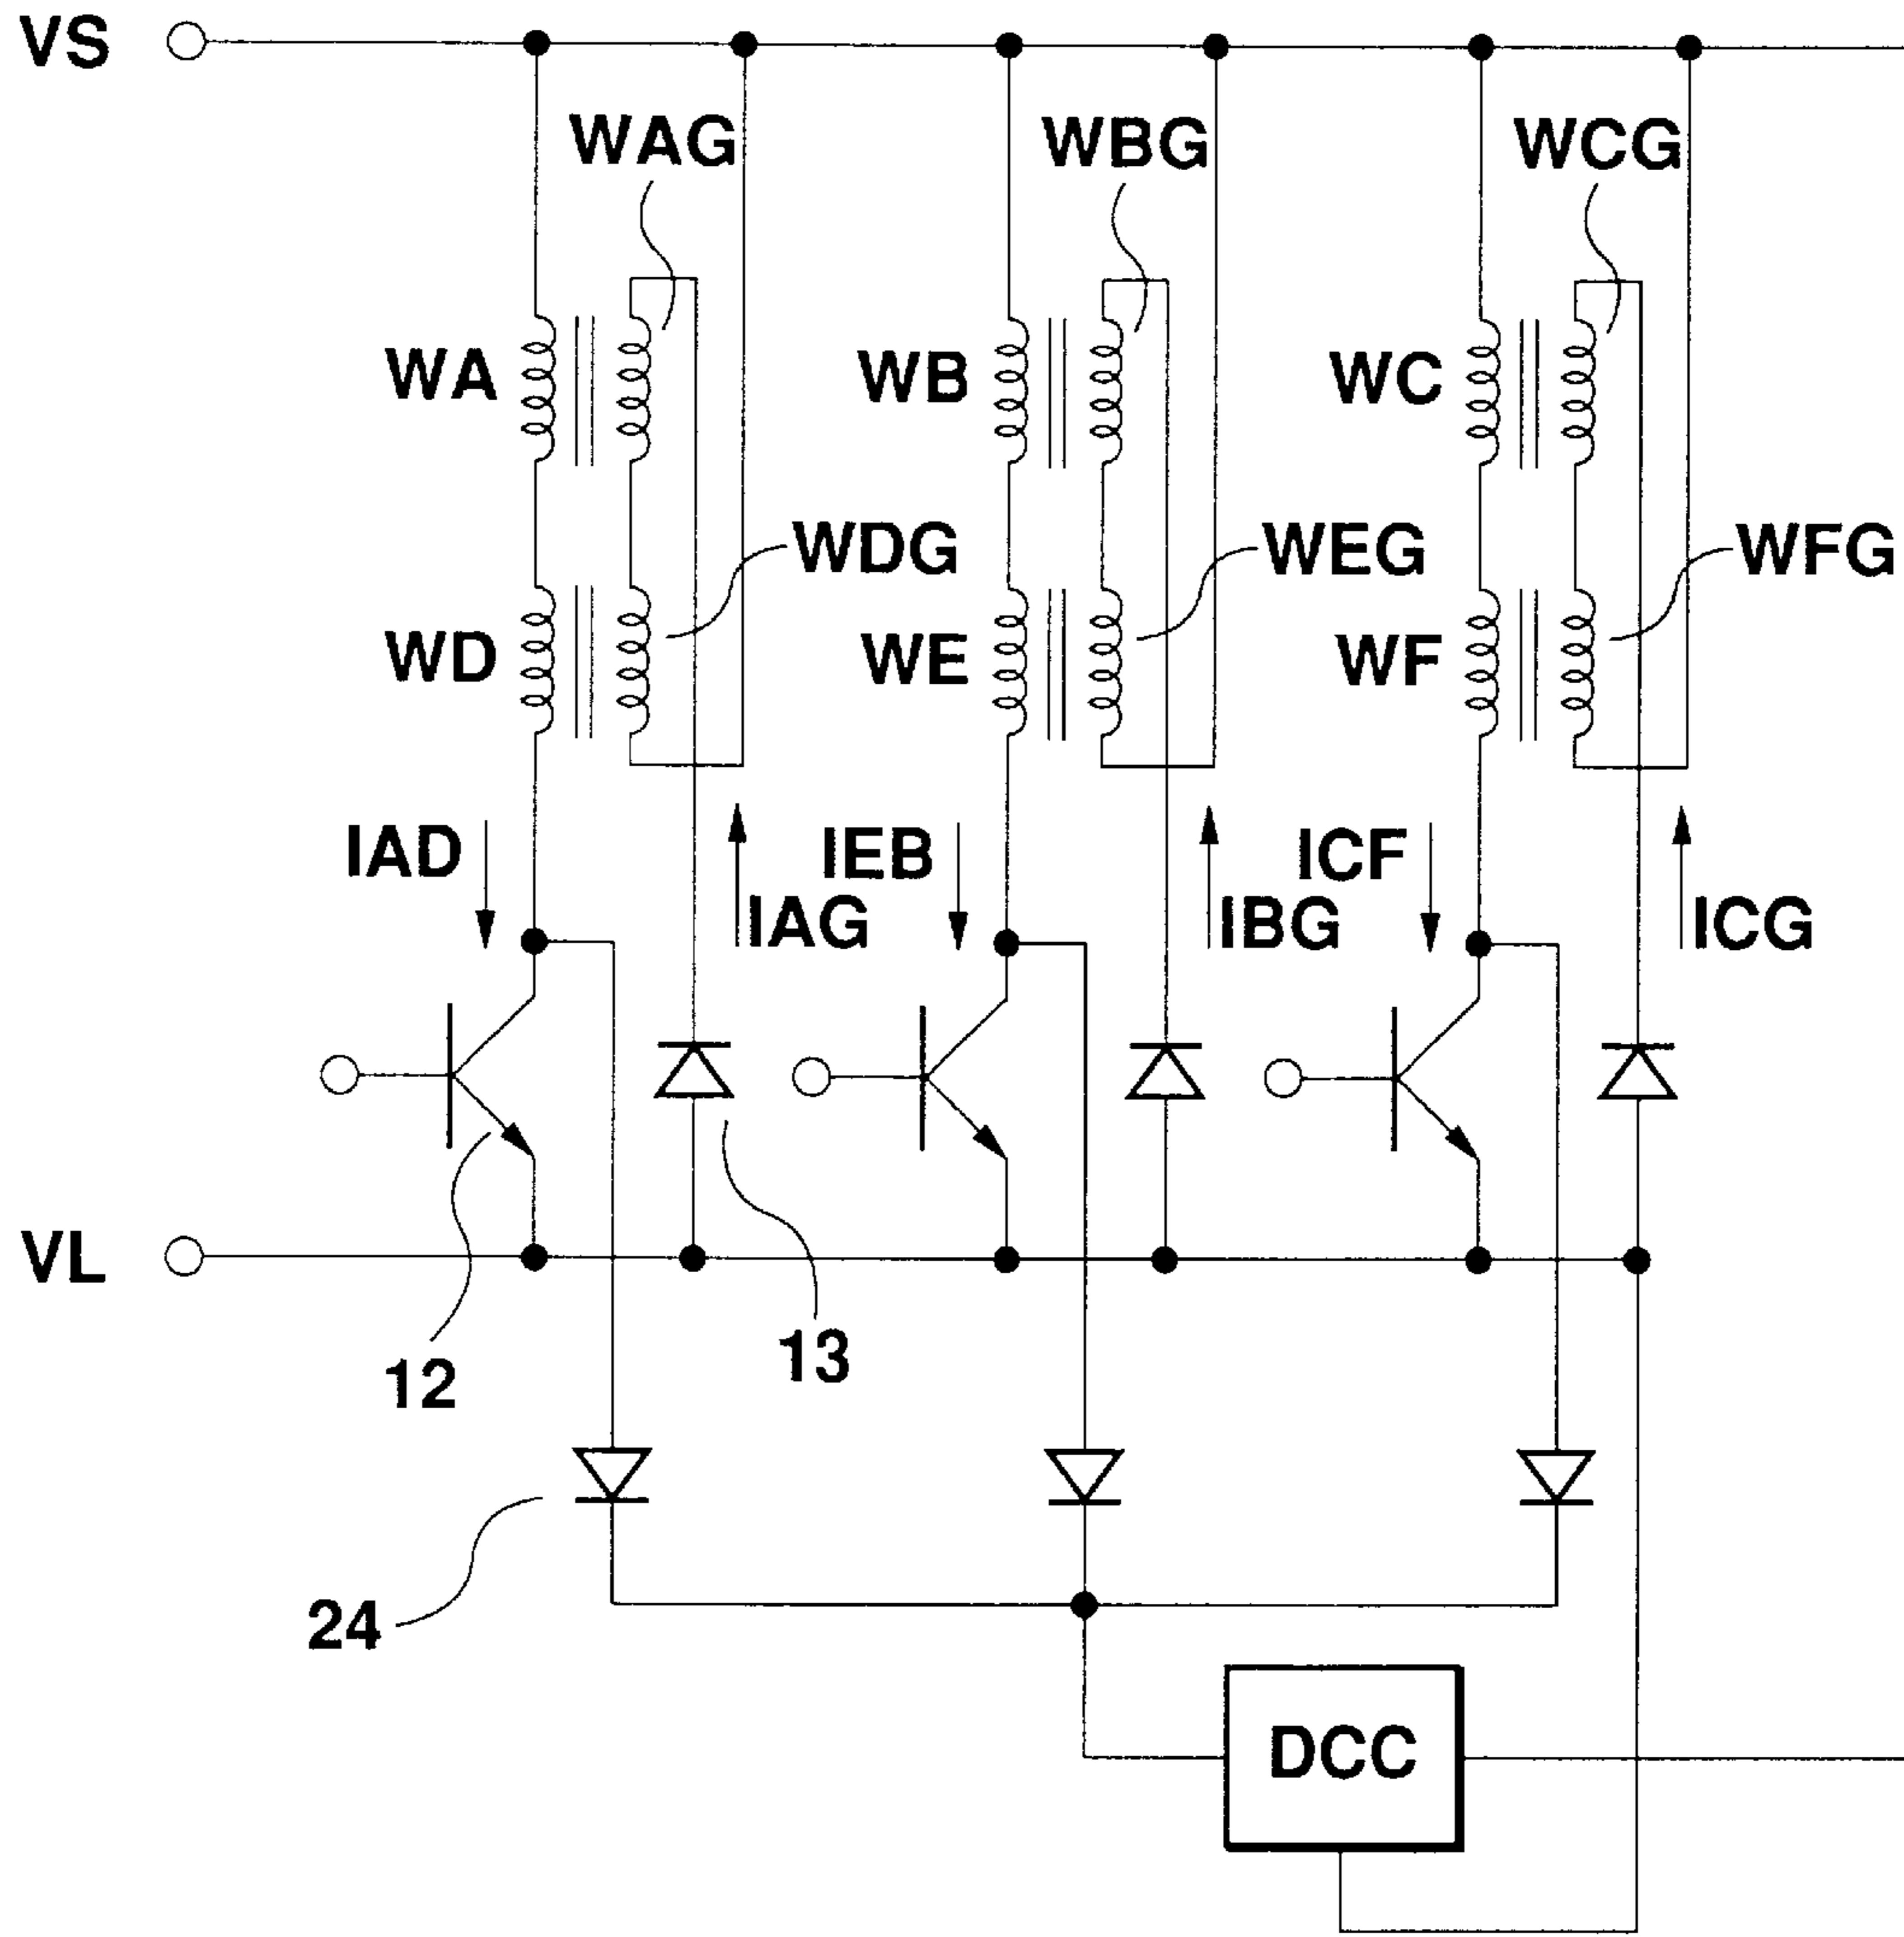 VS
WAG WBG WCG
WA WB WC
WDG WEG WFG
WD WE WF
IAD IEB ICF
IAG IBG ICG
VL
13
12
24
DCC